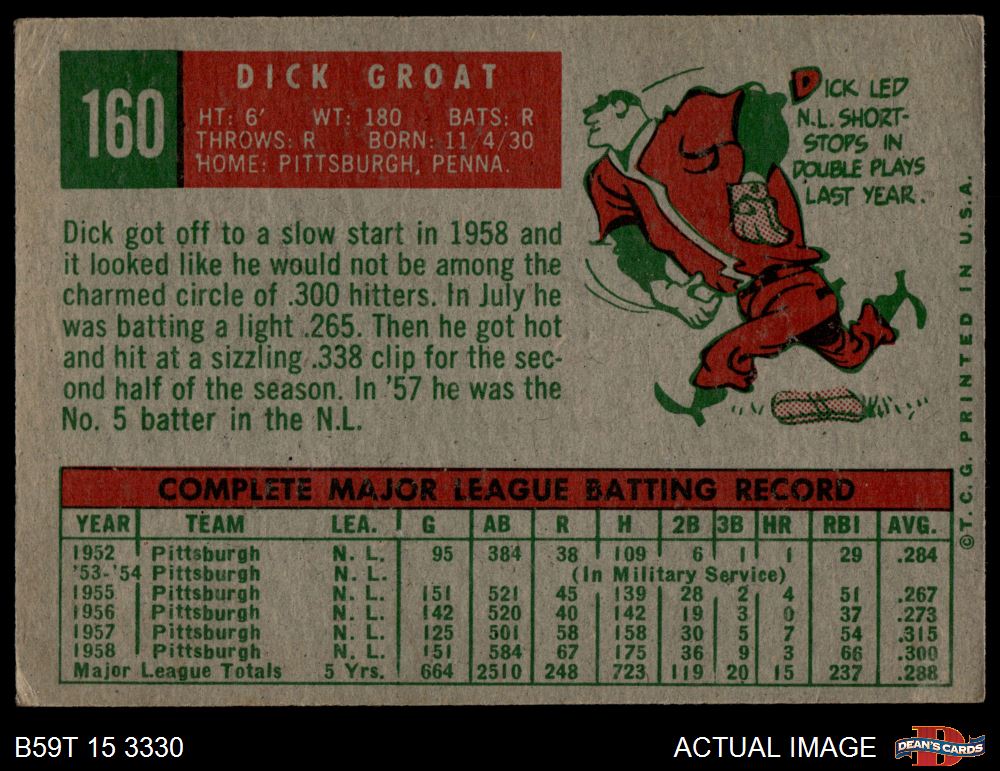 160
DICK GROAT
HT: 6' WT: 180 BATS: R
THROWS: R BORN: 11/4/30
HOME: PITTSBURGH, PENNA.
DICK LED
N.L. SHORT-
STOPS IN
DOUBLE PLAYS
LAST YEAR.
Dick got off to a slow start in 1958 and
it looked like he would not be among the
charmed circle of .300 hitters. In July he
was batting a light .265. Then he got hot
and hit at a sizzling .338 clip for the sec-
ond half of the season. In '57 he was the
No. 5 batter in the N.L.
COMPLETE MAJOR LEAGUE BATTING RECORD
YEAR TEAM LEA. G AB R H 2B 3B HR RBI AVG.
1952 Pittsburgh N. L. 95 384 38 109 6 1 1 29 .284
'53-'54 Pittsburgh N. L. (In Military Service)
1955 Pittsburgh N. L. 151 521 45 139 28 2 4 51 .267
1956 Pittsburgh N. L. 142 520 40 142 19 3 0 37 .273
1957 Pittsburgh N. L. 125 501 58 158 30 5 7 54 .315
1958 Pittsburgh N. L. 151 584 67 175 36 9 3 66 .300
Major League Totals 5 Yrs. 664 2510 248 723 119 20 15 237 .288
©T. C. G. PRINTED IN U.S.A.
B59T 15 3330
ACTUAL IMAGE
DEAN'S CARDS